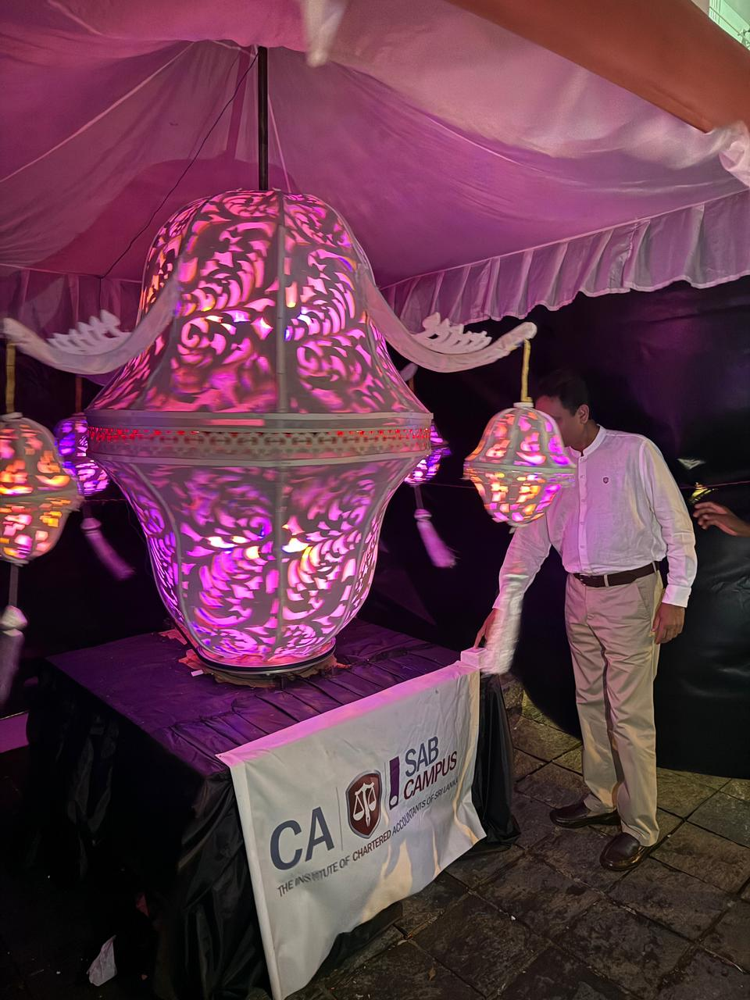 CA
SAB
CAMPUS
THE INSTITUTE OF CHARTERED ACCOUNTANTS OF SRI LANKA